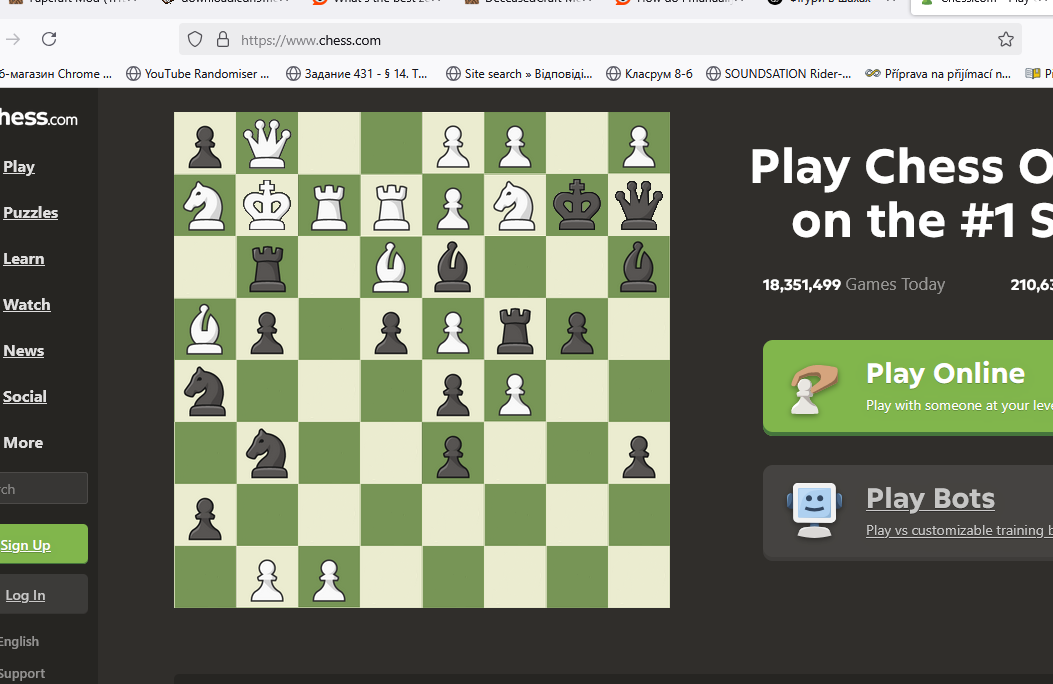 https://www.chess.com
б-магазин Chrome ...
YouTube Randomiser ...
Задание 431 - § 14. Т...
Site search » Відповіді...
Класрум 8-6
SOUNDSATION Rider-...
Příprava na přijímací n...
hess.com
Play
Puzzles
Learn
Watch
News
Social
More
rch
Sign Up
Log In
English
Support
Play Chess O
on the #1 S
18,351,499 Games Today
210,63
Play Online
Play with someone at your leve
Play Bots
Play vs customizable training b